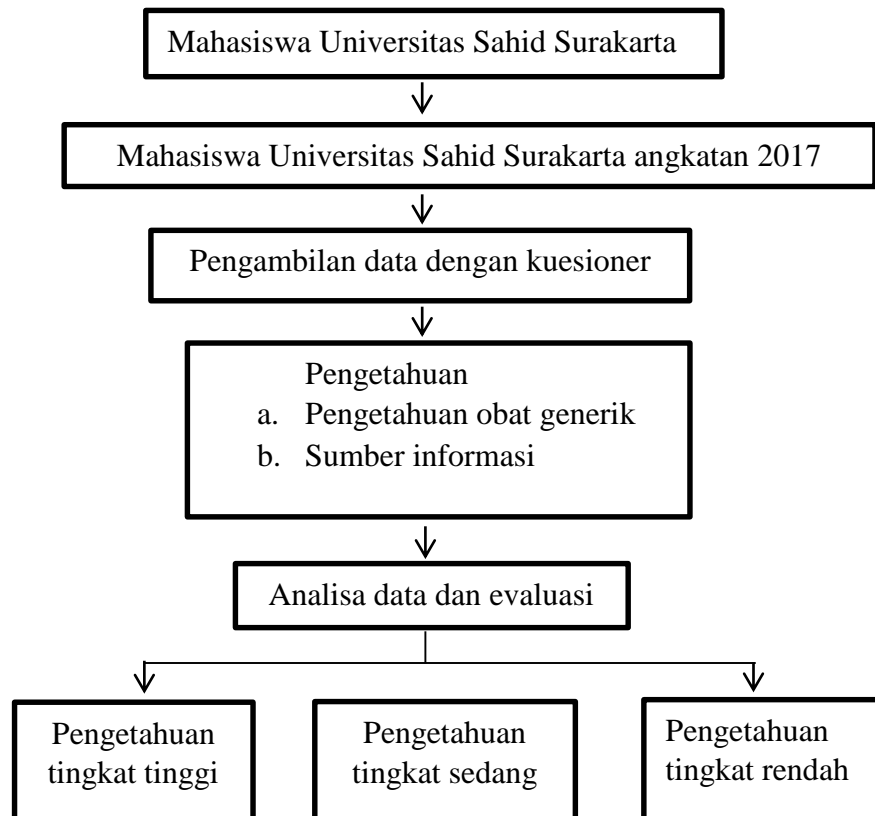 Mahasiswa Universitas Sahid Surakarta
Mahasiswa Universitas Sahid Surakarta angkatan 2017
Pengambilan data dengan kuesioner
Pengetahuan
a. Pengetahuan obat generik
b. Sumber informasi
Analisa data dan evaluasi
Pengetahuan
tingkat tinggi
Pengetahuan
tingkat sedang
Pengetahuan
tingkat rendah